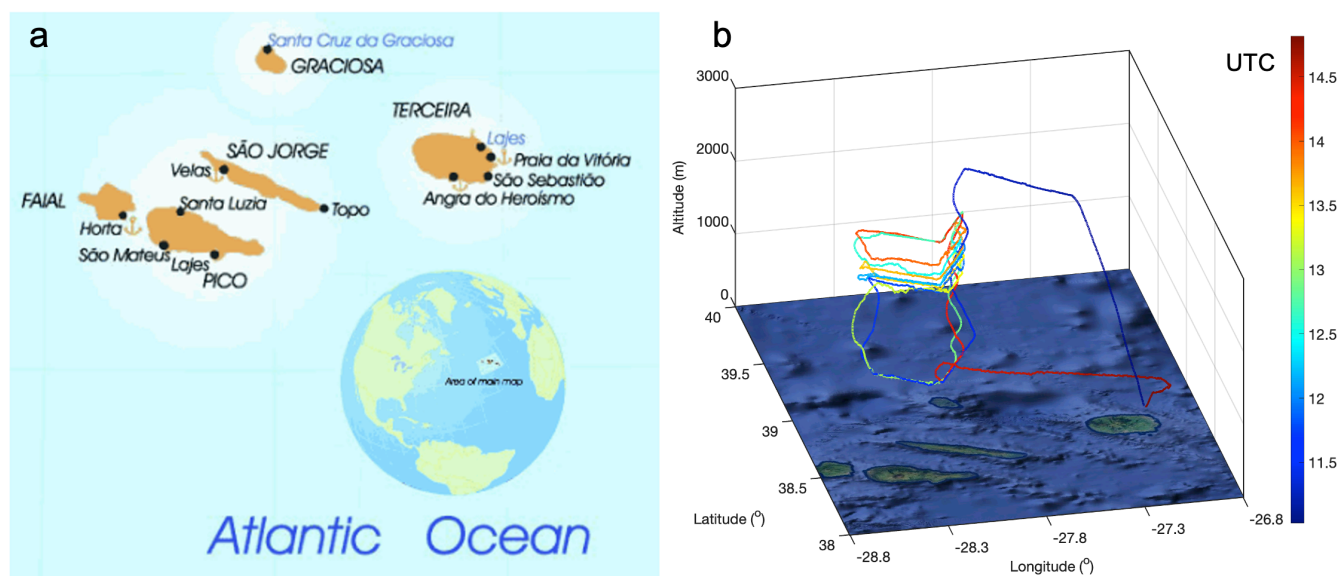 a
Santa Cruz da Graciosa
GRACIOSA
TERCEIRA
Lajes
Praia da Vitória
São Sebastião
Angra do Heroísmo
SÃO JORGE
Velas
Topo
FAIAL
Horta
Santa Luzia
São Mateus
Lajes
PICO
Area of main map
Atlantic Ocean
b
UTC
Altitude (m)
3000
2000
1000
0
40
39.5
39
38.5
38
Latitude (o)
-28.8
-28.3
-27.8
-27.3
-26.8
Longitude (o)
14.5
14
13.5
13
12.5
12
11.5